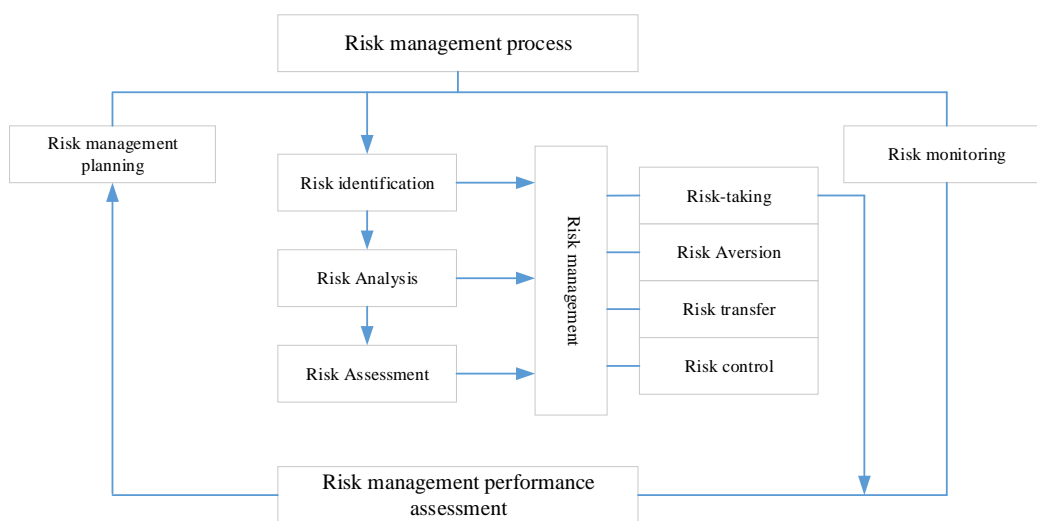 Risk management process
Risk management
planning
Risk monitoring
Risk identification
Risk Analysis
Risk Assessment
Risk management
Risk-taking
Risk Aversion
Risk transfer
Risk control
Risk management performance
assessment